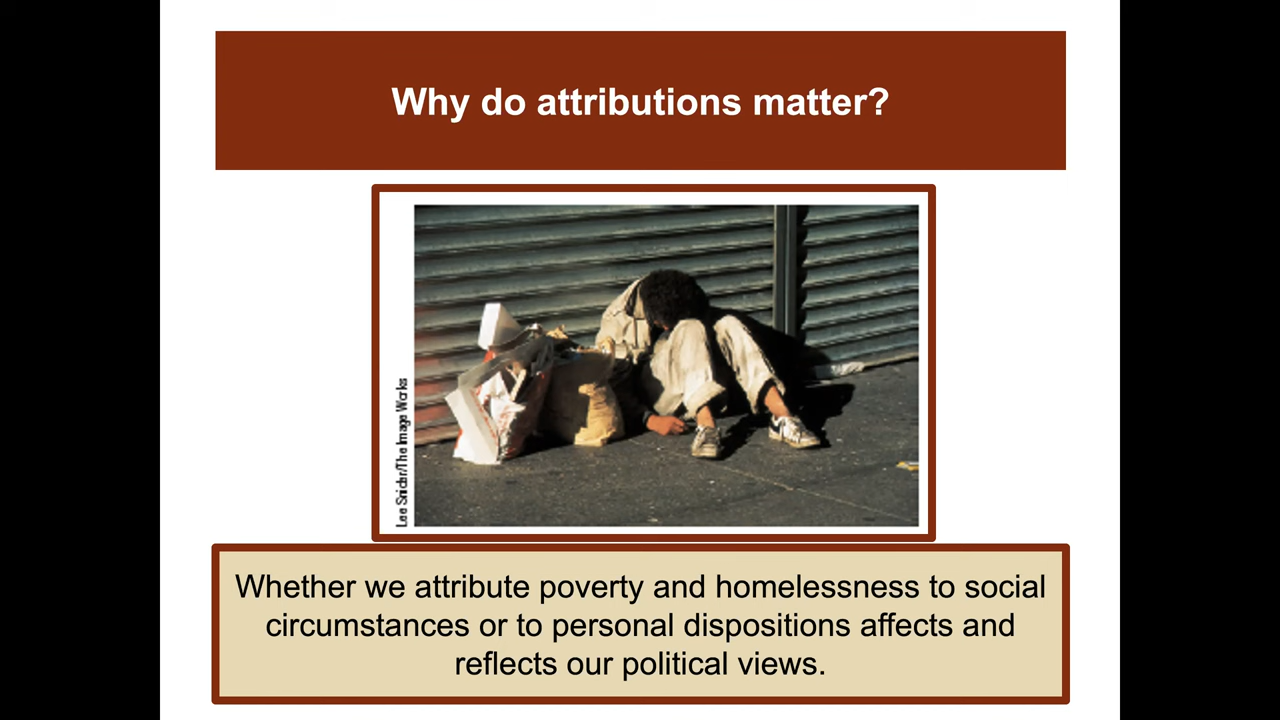 Why do attributions matter?
Lee Snider/The Image Works
Whether we attribute poverty and homelessness to social
circumstances or to personal dispositions affects and
reflects our political views.